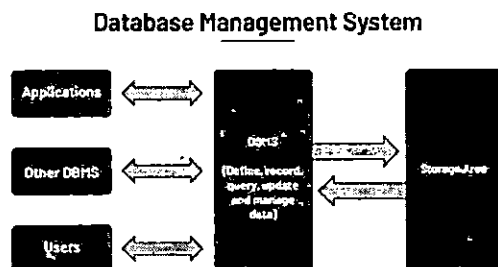 Database Management System
Applications
Other DBMS
Users
DBMS
(Define, record,
query, update
and manage
data)
Storage Area